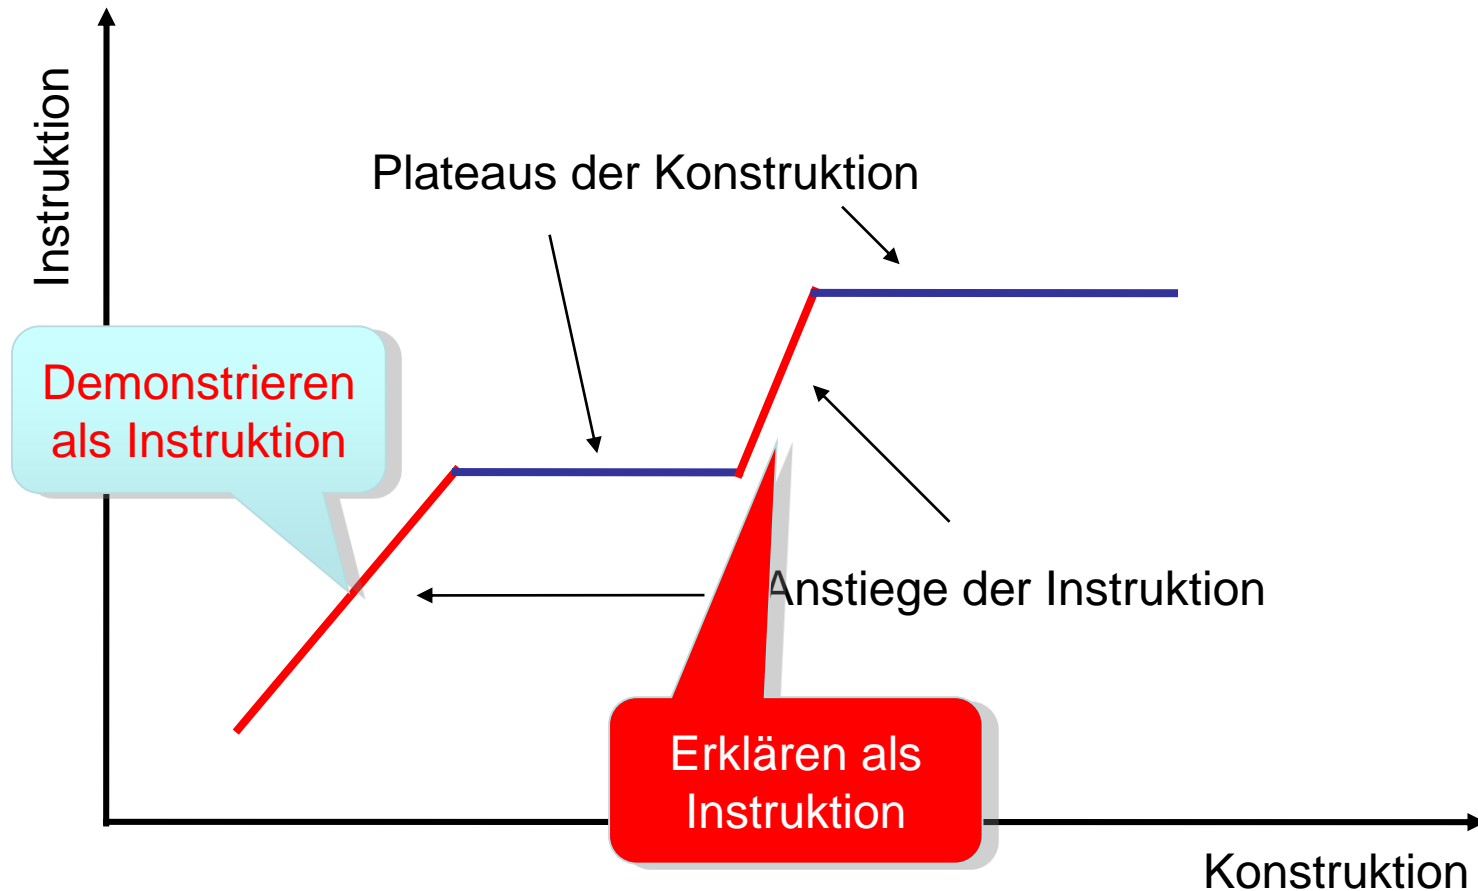 Instruktion
Plateaus der Konstruktion
Demonstrieren
als Instruktion
Anstiege der Instruktion
Erklären als
Instruktion
Konstruktion